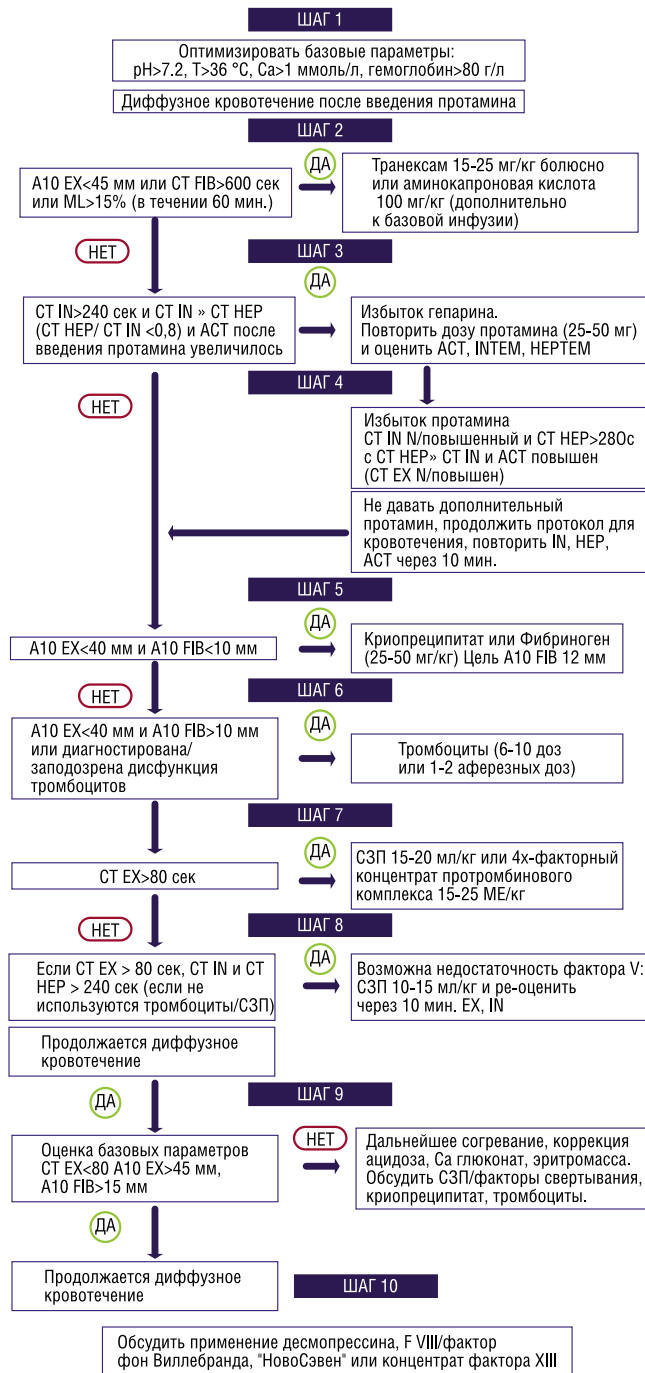 ШАГ 1
Оптимизировать базовые параметры:
pH>7.2, T>36 °C, Ca>1 ммоль/л, гемоглобин>80 г/л
Диффузное кровотечение после введения протамина
ШАГ 2
ДА
A10 EX<45 мм или CT FIB>600 сек
или ML>15% (в течении 60 мин.)
Транексам 15-25 мг/кг болюсно
или аминокапроновая кислота
100 мг/кг (дополнительно
к базовой инфузии)
НЕТ
ШАГ 3
ДА
CT IN>240 сек и CT IN » CT HEP
(CT HEP/ CT IN <0,8) и ACT после
введения протамина увеличилось
Избыток гепарина.
Повторить дозу протамина (25-50 мг)
и оценить ACT, INTEM, HEPTEM
ШАГ 4
НЕТ
Избыток протамина
CT IN N/повышенный и CT HEP>280с
с CT HEP» CT IN и ACT повышен
(CT EX N/повышен)
Не давать дополнительный
протамин, продолжить протокол для
кровотечения, повторить IN, HEP,
ACT через 10 мин.
ШАГ 5
ДА
A10 EX<40 мм и A10 FIB<10 мм
Криопреципитат или Фибриноген
(25-50 мг/кг) Цель A10 FIB 12 мм
НЕТ
ШАГ 6
ДА
A10 EX<40 мм и A10 FIB>10 мм
или диагностирована/
заподозрена дисфункция
тромбоцитов
Тромбоциты (6-10 доз
или 1-2 аферезных доз)
ШАГ 7
ДА
CT EX>80 сек
СЗП 15-20 мл/кг или 4х-факторный
концентрат протромбинового
комплекса 15-25 МЕ/кг
НЕТ
ШАГ 8
ДА
Если CT EX > 80 сек, CT IN и CT
HEP > 240 сек (если не
используются тромбоциты/СЗП)
Возможна недостаточность фактора V:
СЗП 10-15 мл/кг и ре-оценить
через 10 мин. EX, IN
Продолжается диффузное
кровотечение
ДА
ШАГ 9
НЕТ
Оценка базовых параметров
CT EX<80 A10 EX>45 мм,
A10 FIB>15 мм
Дальнейшее согревание, коррекция
ацидоза, Ca глюконат, эритромасса.
Обсудить СЗП/факторы свертывания,
криопреципитат, тромбоциты.
ДА
Продолжается диффузное
кровотечение
ШАГ 10
Обсудить применение десмопрессина, F VIII/фактор
фон Виллебранда, "НовоСэвен" или концентрат фактора XIII